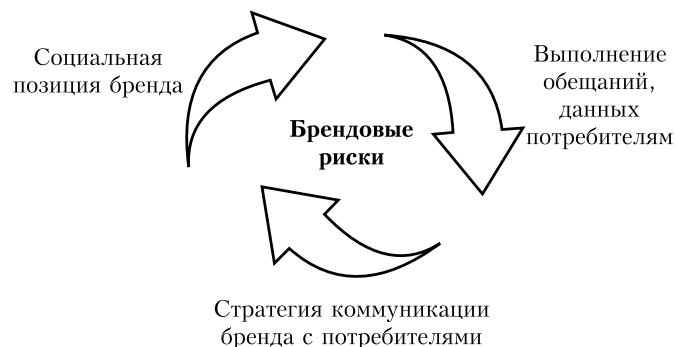 Социальная
позиция бренда
Выполнение
обещаний,
данных
потребителям
Брендовые
риски
Стратегия коммуникации
бренда с потребителями